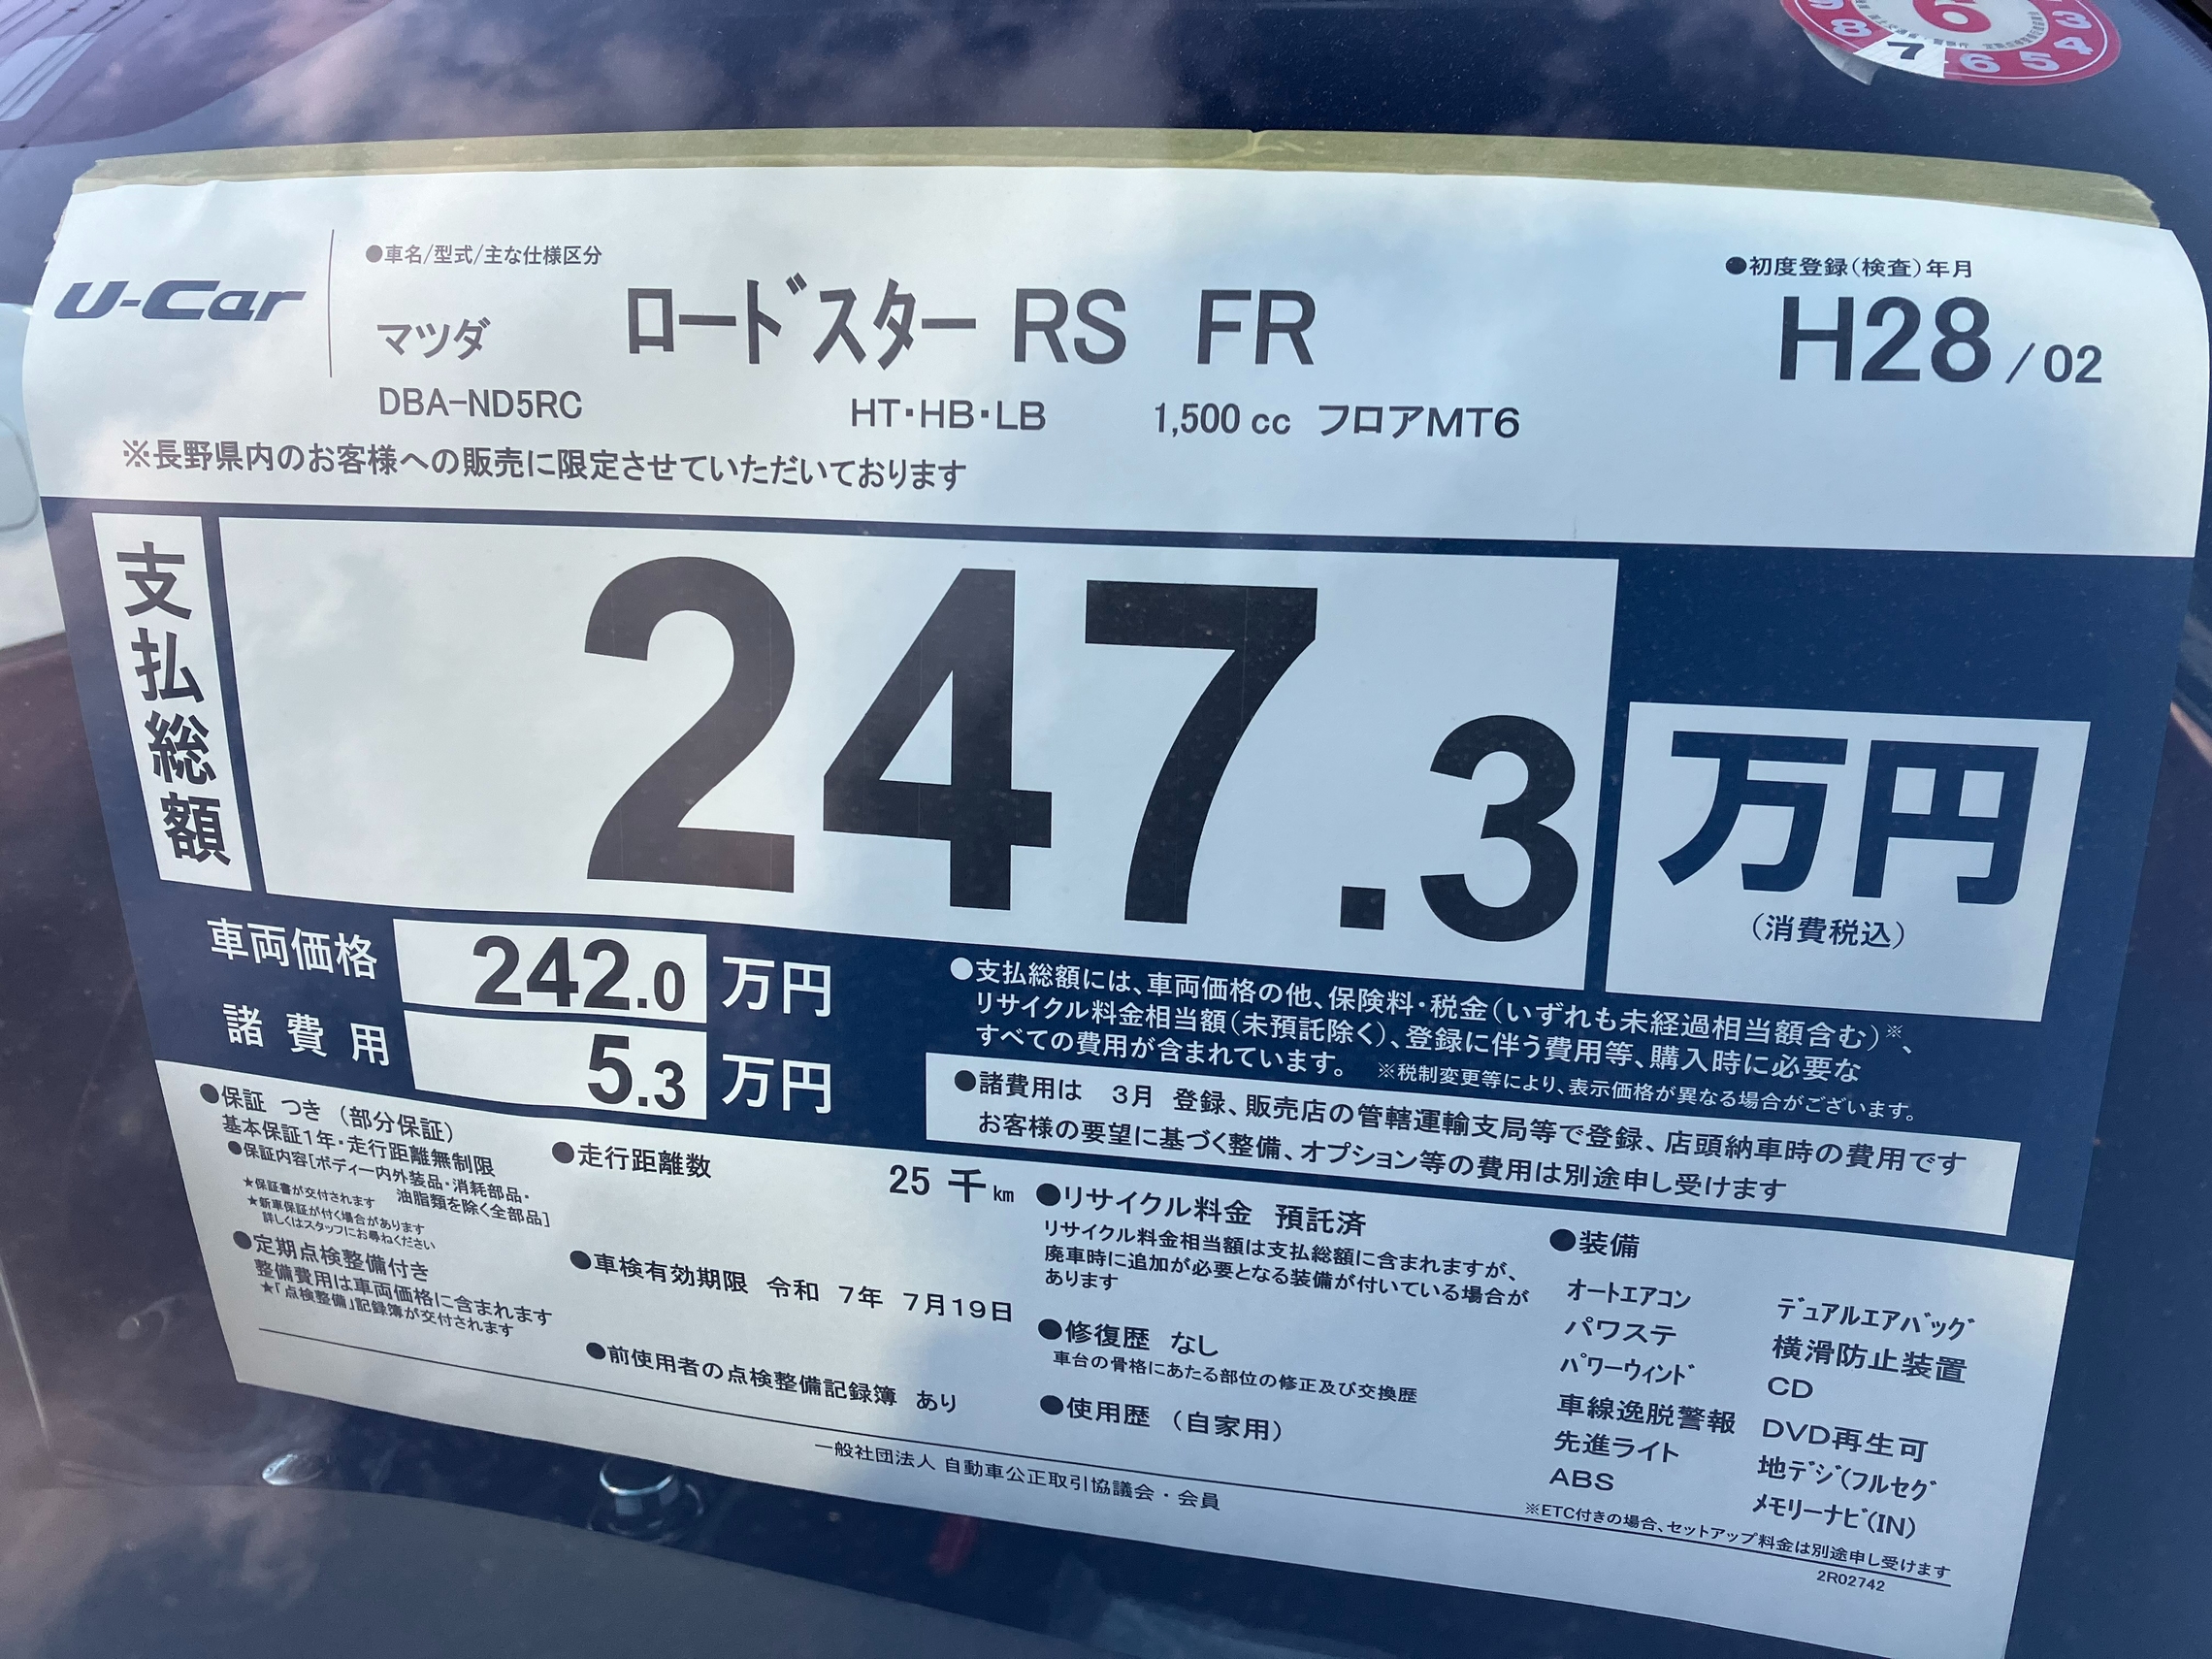 9 8 7 6 5 4 3
6
U-Car
●車名/型式/主な仕様区分
マツダ ロードスター RS FR
DBA-ND5RC HT・HB・LB 1,500 cc フロアMT6
●初度登録(検査)年月
H28/02
※長野県内のお客様への販売に限定させていただいております
支払総額
247.3
万円
(消費税込)
車両価格 242.0 万円
諸費用 5.3 万円
●支払総額には、車両価格の他、保険料・税金(いずれも未経過相当額含む)※、
リサイクル料金相当額(未預託除く)、登録に伴う費用等、購入時に必要な
すべての費用が含まれています。 ※税制変更等により、表示価格が異なる場合がございます。
●諸費用は 3月 登録、販売店の管轄運輸支局等で登録、店頭納車時の費用です
お客様の要望に基づく整備、オプション等の費用は別途申し受けます
●保証 つき (部分保証)
基本保証1年・走行距離無制限
●保証内容[ボディー内外装品・消耗部品・
油脂類を除く全部品]
★保証書が交付されます
★新車保証が付く場合があります
詳しくはスタッフにお尋ねください
●定期点検整備付き
整備費用は車両価格に含まれます
★「点検整備」記録簿が交付されます
●走行距離数 25 千km
●車検有効期限 令和 7年 7月19日
●前使用者の点検整備記録簿 あり
●リサイクル料金 預託済
リサイクル料金相当額は支払総額に含まれますが、
廃車時に追加が必要となる装備が付いている場合が
あります
●修復歴 なし
車台の骨格にあたる部位の修正及び交換歴
●使用歴 (自家用)
●装備
オートエアコン
パワステ
パワーウィンド
車線逸脱警報
先進ライト
ABS
デュアルエアバッグ
横滑防止装置
CD
DVD再生可
地デジ(フルセグ
メモリーナビ(IN)
※ETC付きの場合、セットアップ料金は別途申し受けます
2R02742
一般社団法人 自動車公正取引協議会・会員